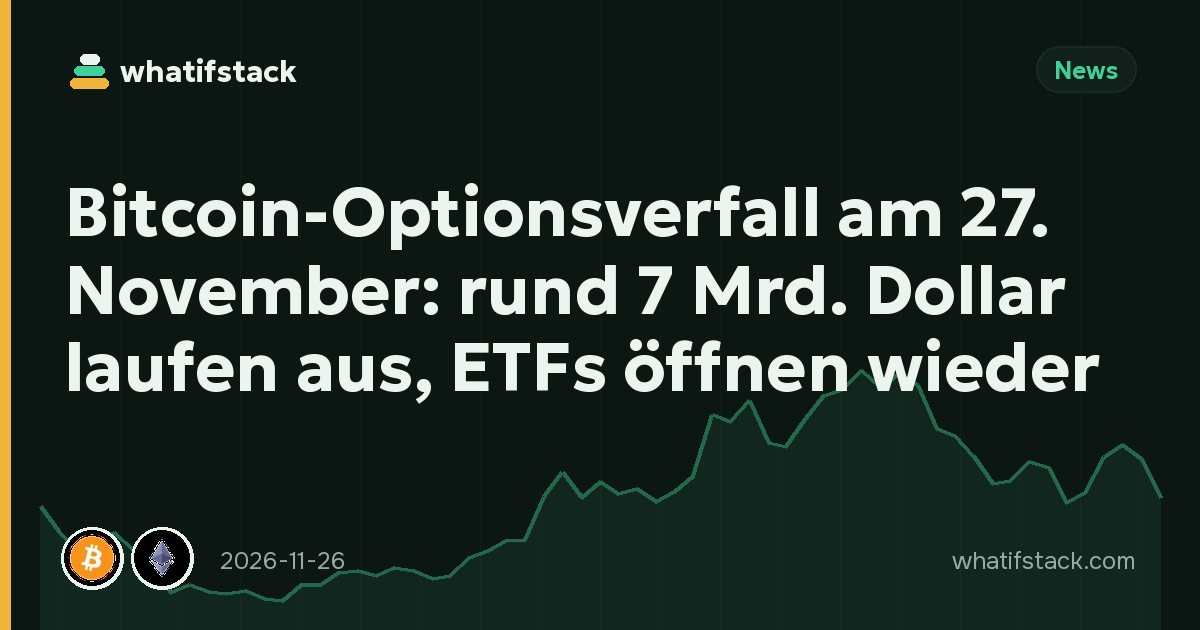 whatifstack
News
Bitcoin-Optionsverfall am 27.
November: rund 7 Mrd. Dollar
laufen aus, ETFs öffnen wieder
2026-11-26
whatifstack.com